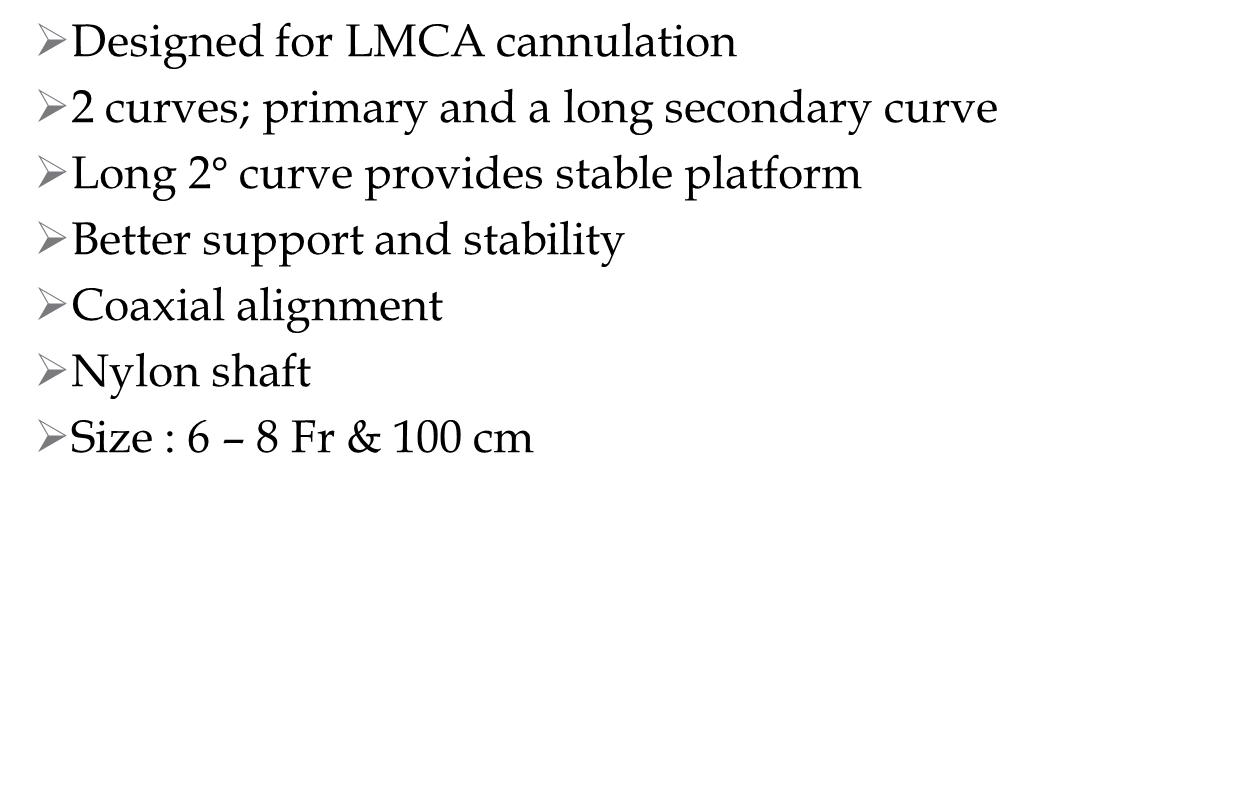 ➢Designed for LMCA cannulation
➢2 curves; primary and a long secondary curve
➢Long 2° curve provides stable platform
➢Better support and stability
➢Coaxial alignment
➢Nylon shaft
➢Size : 6 – 8 Fr & 100 cm